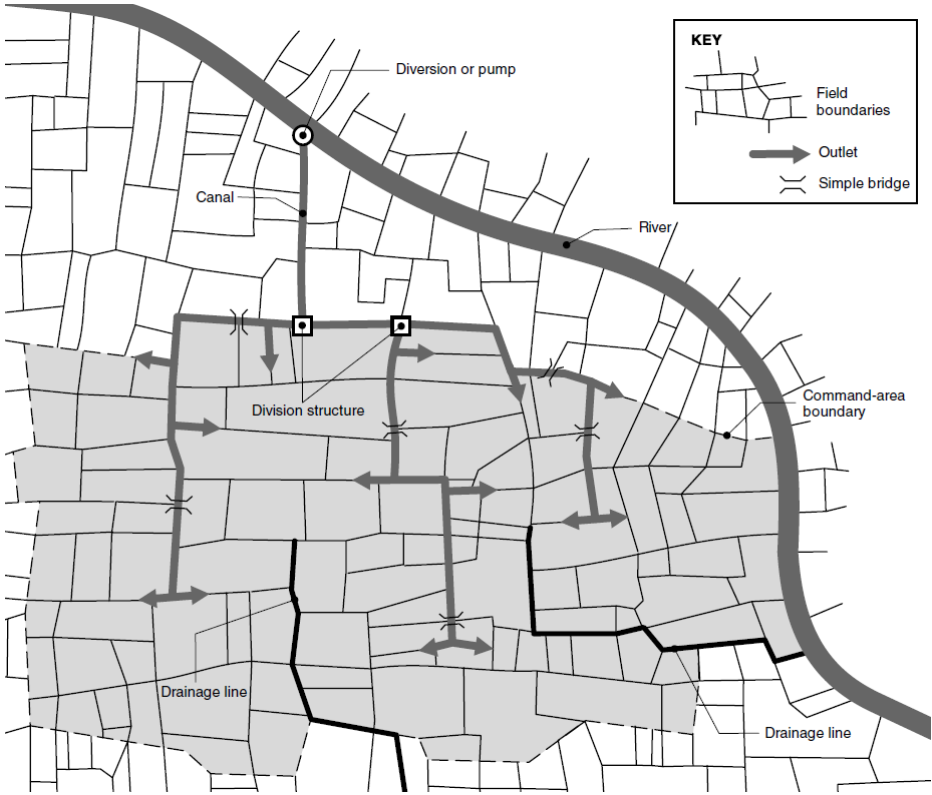 KEY
Field
boundaries
Outlet
Simple bridge
Diversion or pump
Canal
River
Division structure
Command-area
boundary
Drainage line
Drainage line